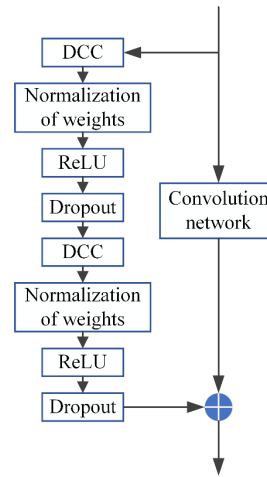 DCC
Normalization
of weights
ReLU
Dropout
DCC
Normalization
of weights
ReLU
Dropout
Convolution
network